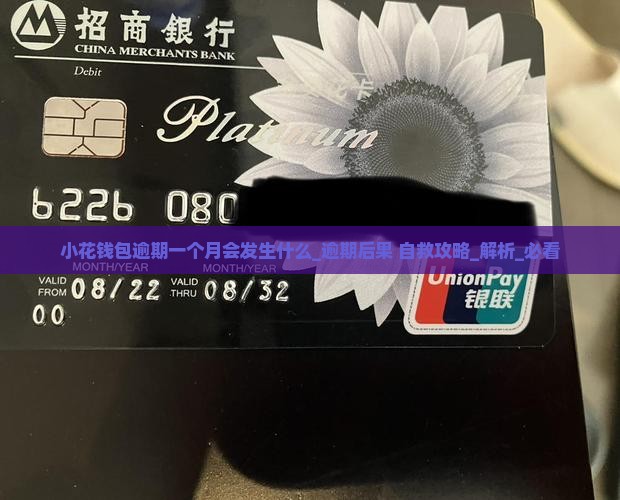 招商銀行
CHINA MERCHANTS BANK
Debit
Platinum
6226 080
小花钱包逾期一个月会发生什么_逾期后果 自救攻略_解析_必看
MONTH/YEAR MONTH/YEAR
VALID FROM 08/22 VALID THRU 08/32
00
UnionPay
银联